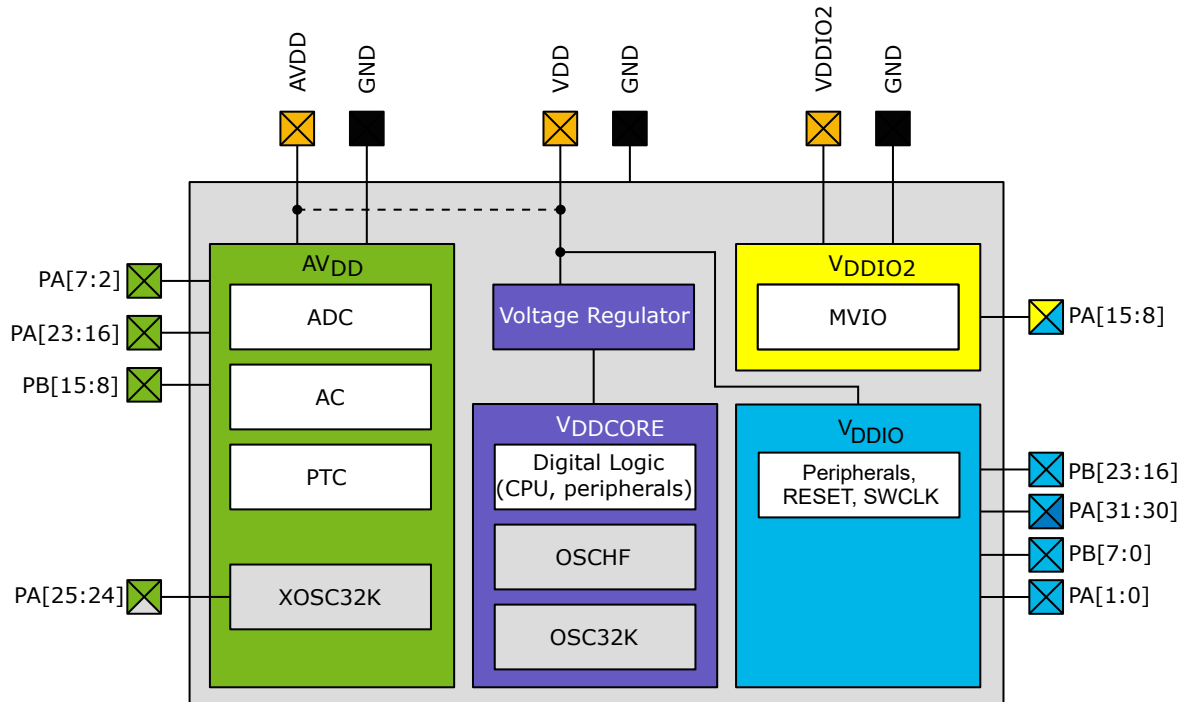 AVDD
GND
VDD
GND
VDDIO2
GND
AVDD
ADC
AC
PTC
XOSC32K
PA[7:2]
PA[23:16]
PB[15:8]
PA[25:24]
Voltage Regulator
VDDCORE
Digital Logic
(CPU, peripherals)
OSCHF
OSC32K
VDDIO2
MVIO
PA[15:8]
VDDIO
Peripherals,
RESET, SWCLK
PB[23:16]
PA[31:30]
PB[7:0]
PA[1:0]